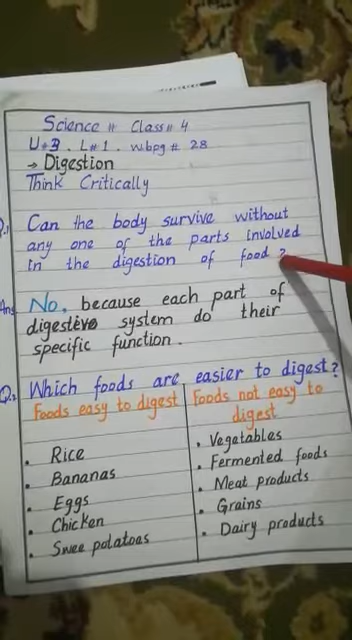 Science # Class # 4
U # 3 . L # 1 . wbpg # 28
→ Digestion
Think Critically
Can the body survive without
any one of the parts involved
in the digestion of food?
Ans No, because each part of
digestive system do their
specific function.
Q: Which foods are easier to digest?
Foods easy to digest
Rice
Bananas
Eggs
Chicken
Swee potatoes
Foods not easy to
digest
Vegetables
Fermented foods
Meat products
Grains
Dairy products